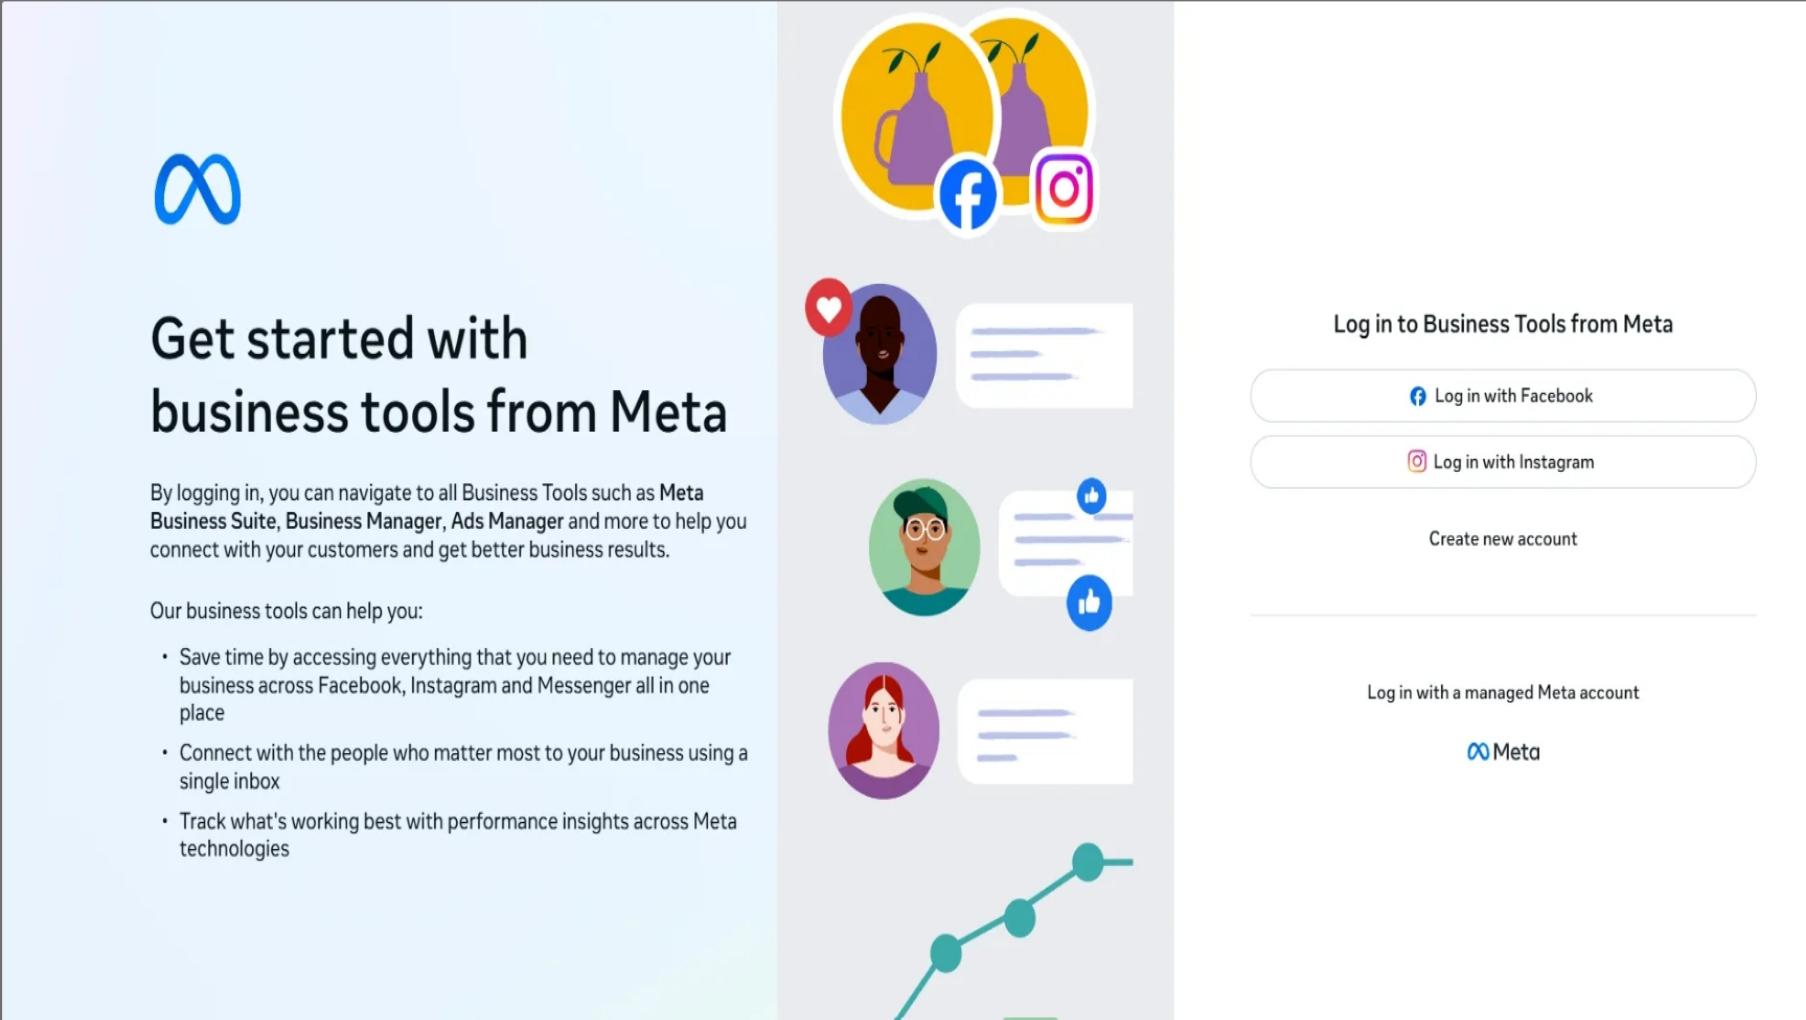 Get started with
business tools from Meta
By logging in, you can navigate to all Business Tools such as Meta
Business Suite, Business Manager, Ads Manager and more to help you
connect with your customers and get better business results.
Our business tools can help you:
• Save time by accessing everything that you need to manage your
business across Facebook, Instagram and Messenger all in one
place
• Connect with the people who matter most to your business using a
single inbox
• Track what's working best with performance insights across Meta
technologies
Log in to Business Tools from Meta
Log in with Facebook
Log in with Instagram
Create new account
Log in with a managed Meta account
Meta